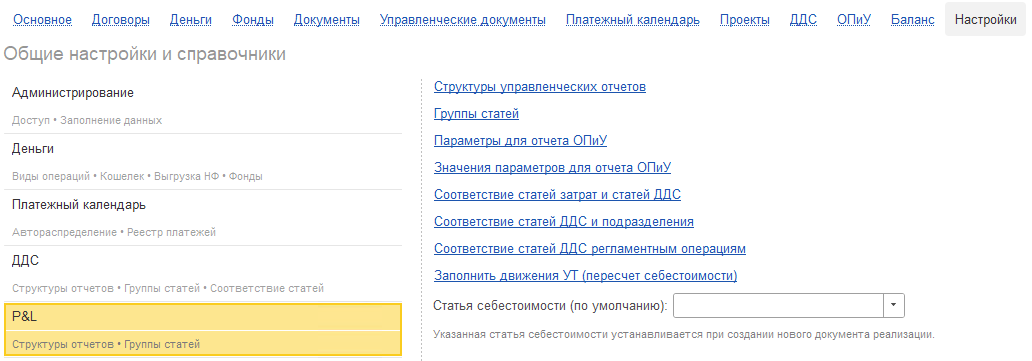 Основное Договоры Деньги Фонды Документы Управленческие документы Платежный календарь Проекты ДДС ОПиУ Баланс Настройки
Общие настройки и справочники
Администрирование
Доступ • Заполнение данных
Деньги
Виды операций • Кошелек • Выгрузка НФ • Фонды
Платежный календарь
Автораспределение • Реестр платежей
ДДС
Структуры отчетов • Группы статей • Соответствие статей
P&L
Структуры отчетов • Группы статей
Структуры управленческих отчетов
Группы статей
Параметры для отчета ОПиУ
Значения параметров для отчета ОПиУ
Соответствие статей затрат и статей ДДС
Соответствие статей ДДС и подразделения
Соответствие статей ДДС регламентным операциям
Заполнить движения УТ (пересчет себестоимости)
Статья себестоимости (по умолчанию):
Указанная статья себестоимости устанавливается при создании нового документа реализации.